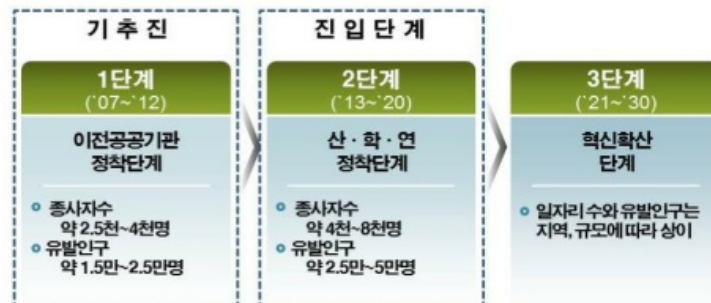 기 추 진
1단계
(`07~`12)
이전공공기관
정착단계
종사자수
약 2.5천~4천명
유발인구
약 1.5만~2.5만명
진 입 단 계
2단계
(`13~`20)
산 · 학 · 연
정착단계
종사자수
약 4천~8천명
유발인구
약 2.5만~5만명
3단계
(`21~`30)
혁신확산
단계
일자리 수와 유발인구는
지역, 규모에 따라 상이